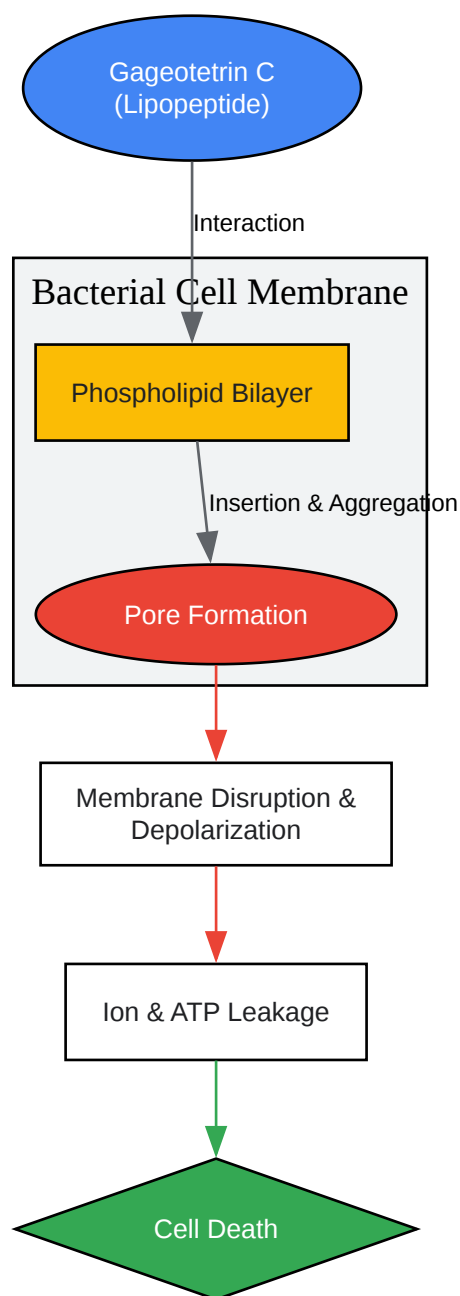 Gageotetrin C
(Lipopeptide)
Interaction
Bacterial Cell Membrane
Phospholipid Bilayer
Insertion & Aggregation
Pore Formation
Membrane Disruption &
Depolarization
Ion & ATP Leakage
Cell Death